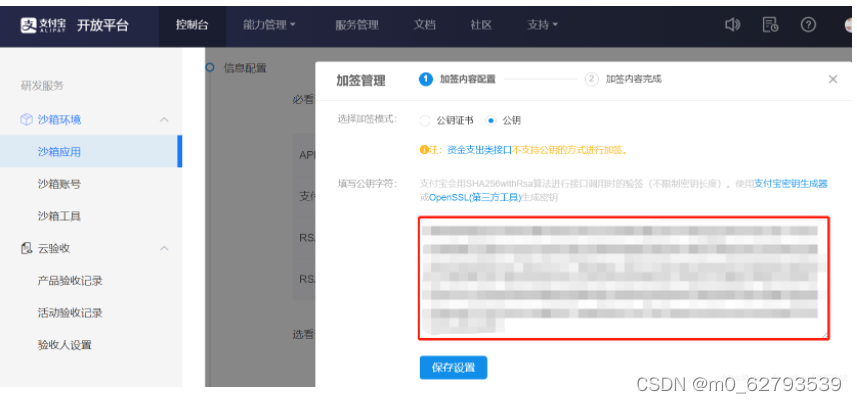 支付宝 ALIPAY 开放平台 控制台 能力管理 服务管理 文档 社区 支持
研发服务
沙箱环境
沙箱应用
沙箱账号
沙箱工具
云验收
产品验收记录
活动验收记录
验收人设置
信息配置
必看
支付
选看
加签管理 1 加签内容配置 2 加签内容完成 ×
选择加签模式: 公钥证书 公钥
注: 资金支出类接口不支持公钥的方式进行加签。
填写公钥字符: 支付宝会用SHA256withRsa算法进行接口调用时的验签(不限制密钥长度)。使用支付宝密钥生成器
或OpenSSL(第三方工具)生成密钥
保存设置
CSDN @m0_62793539